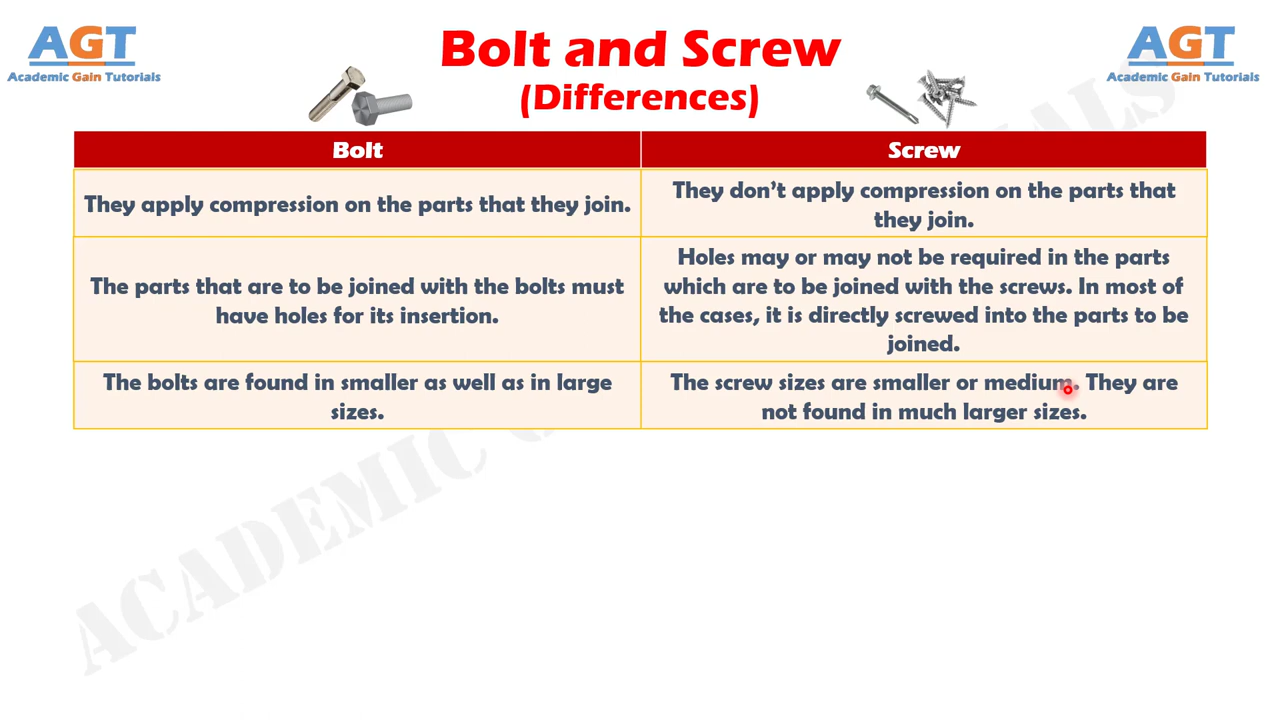 AGT
Academic Gain Tutorials
Bolt and Screw
(Differences)
AGT
Academic Gain Tutorials
Bolt
Screw
They apply compression on the parts that they join.
They don’t apply compression on the parts that
they join.
The parts that are to be joined with the bolts must
have holes for its insertion.
Holes may or may not be required in the parts
which are to be joined with the screws. In most of
the cases, it is directly screwed into the parts to be
joined.
The bolts are found in smaller as well as in large
sizes.
The screw sizes are smaller or medium. They are
not found in much larger sizes.
ACADEMIC